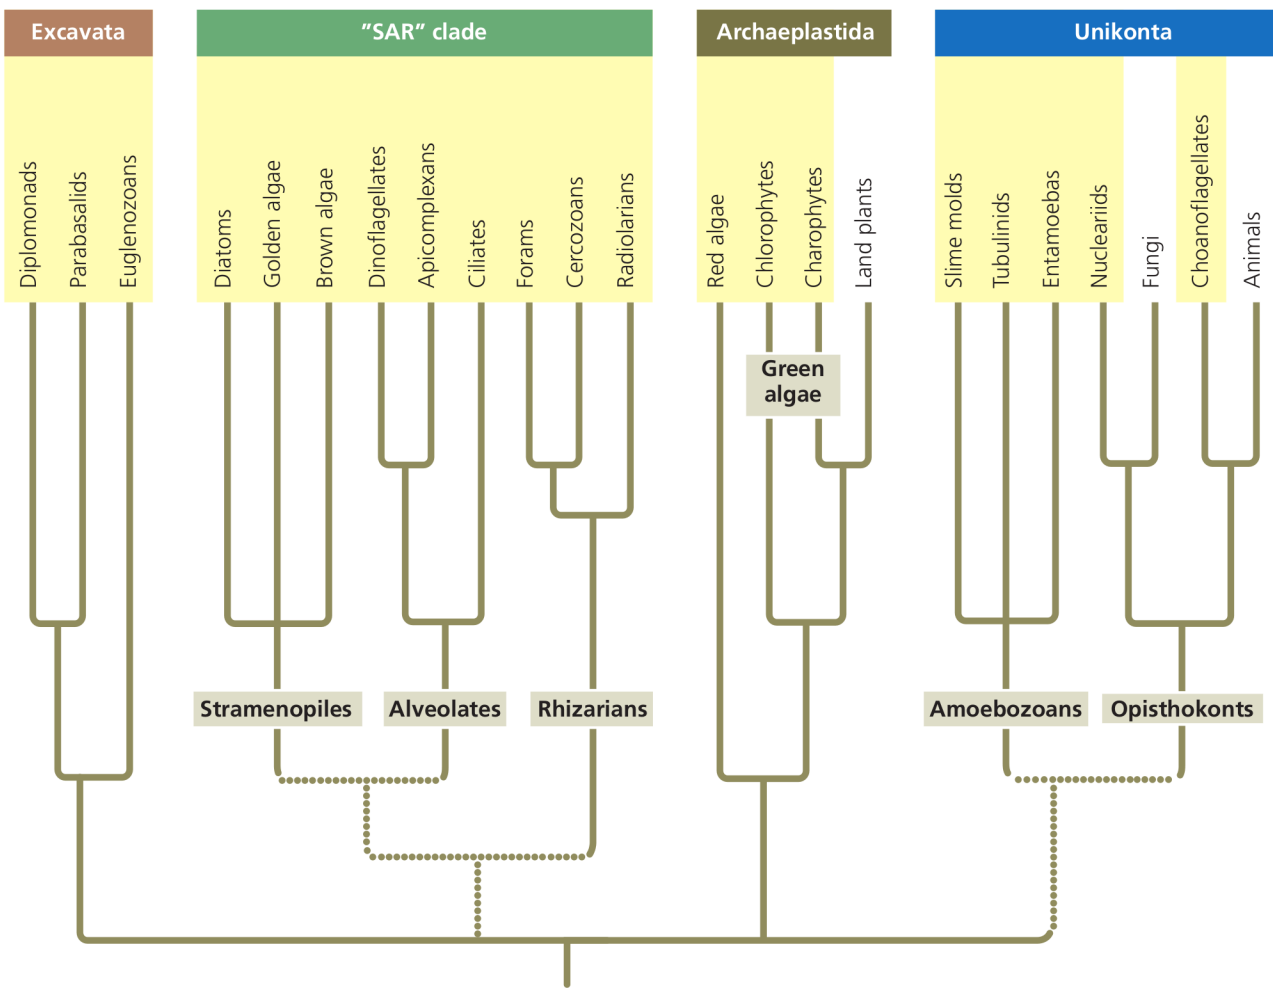 Excavata
”SAR” clade
Archaeplastida
Unikonta
Diplomonads
Parabasalids
Euglenozoans
Diatoms
Golden algae
Brown algae
Dinoflagellates
Apicomplexans
Ciliates
Forams
Cercozoans
Radiolarians
Red algae
Chlorophytes
Charophytes
Land plants
Slime molds
Tubulinids
Entamoebas
Nucleariids
Fungi
Choanoflagellates
Animals
Green
algae
Stramenopiles
Alveolates
Rhizarians
Amoebozoans
Opisthokonts